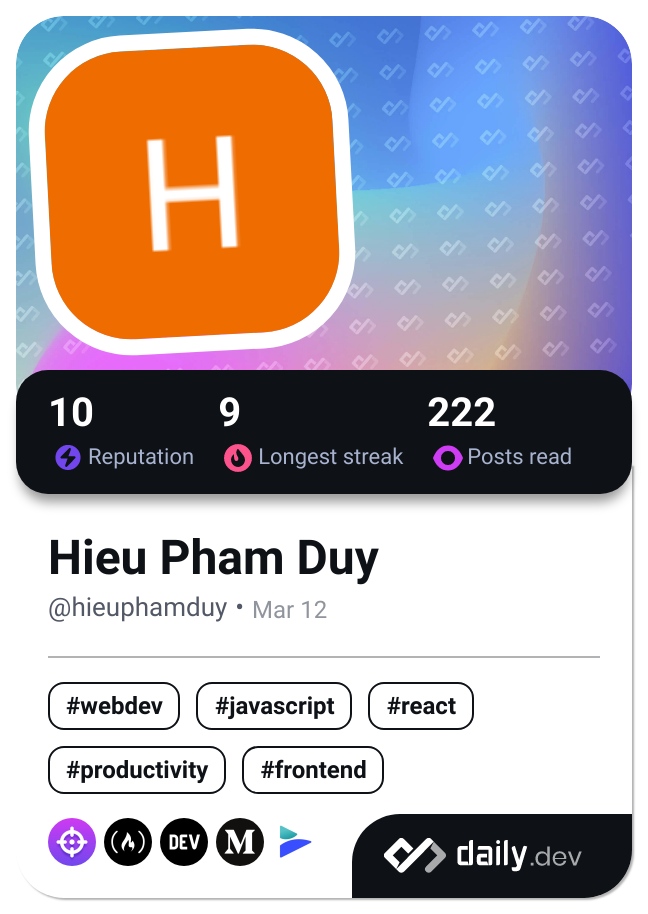 H
10 9 222
Reputation Longest streak Posts read
Hieu Pham Duy
@hieuphamduy • Mar 12
#webdev #javascript #react
#productivity #frontend
DEV M
daily.dev